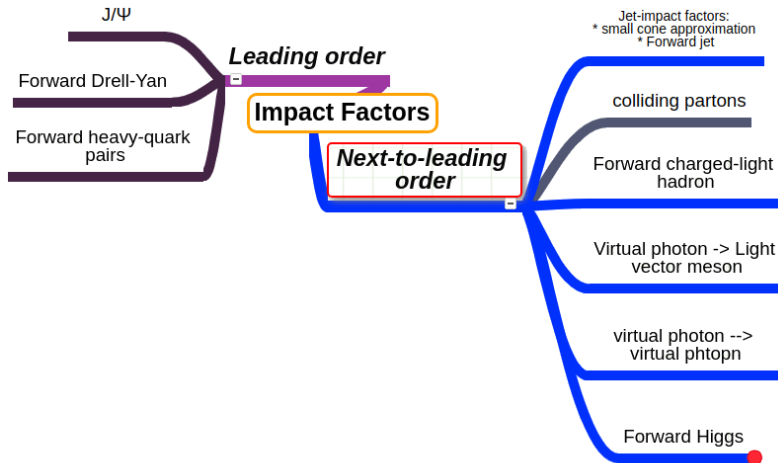 J/Ψ
Leading order
Forward Drell-Yan
Forward heavy-quark
pairs
Impact Factors
Next-to-leading
order
Jet-impact factors:
* small cone approximation
* Forward jet
colliding partons
Forward charged-light
hadron
Virtual photon -> Light
vector meson
virtual photon -->
virtual phtopn
Forward Higgs